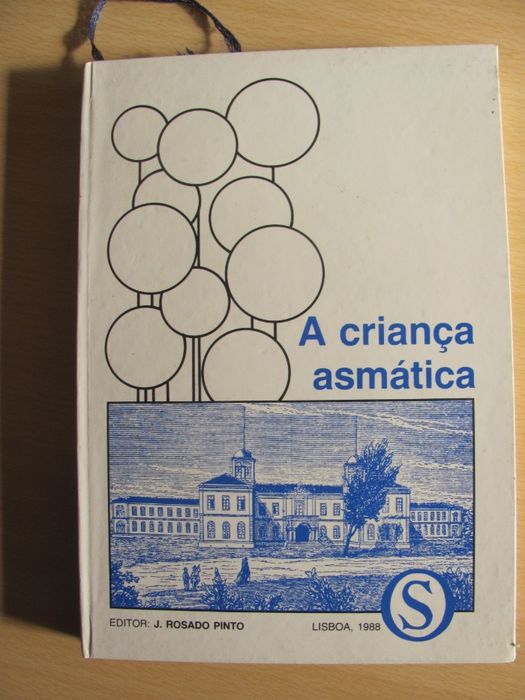 A criança
asmática
EDITOR: J. ROSADO PINTO
LISBOA, 1988
S